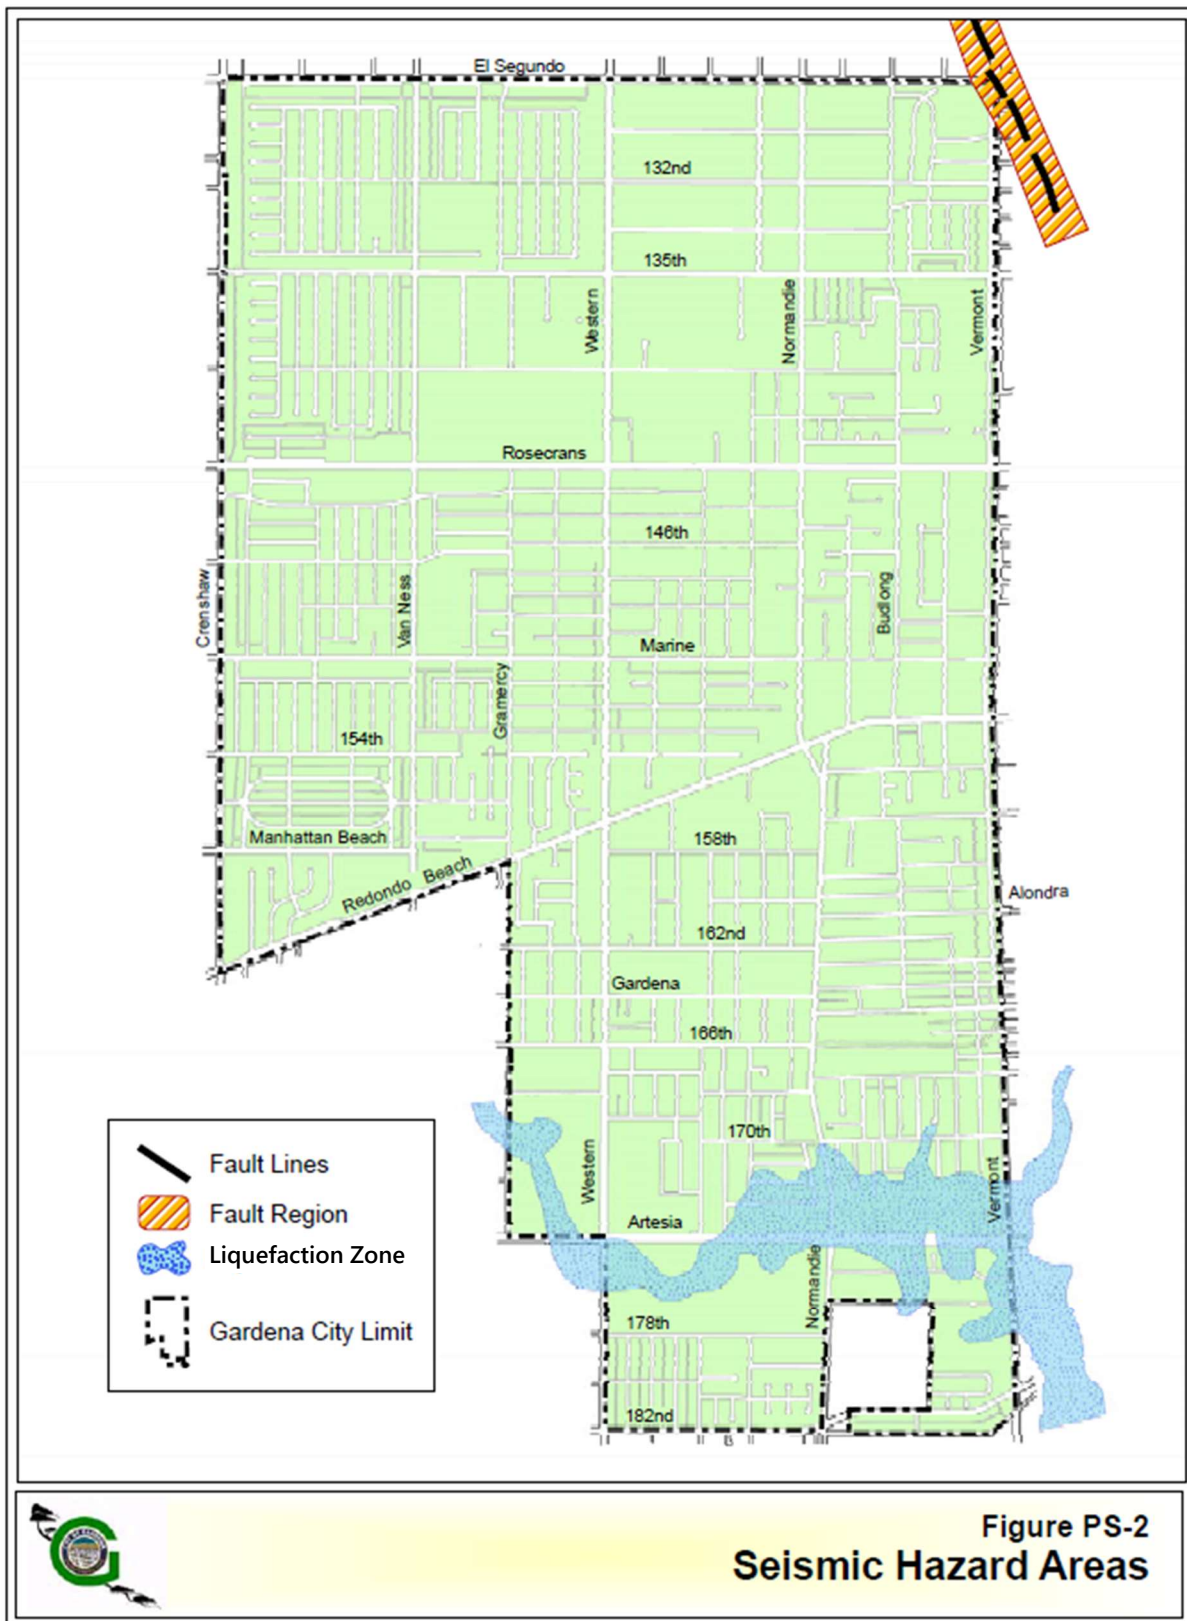 El Segundo
132nd
135th
Western
Normandie
Vermont
Rosecrans
146th
Crenshaw
Van Ness
Budlong
Marine
Gramercy
154th
Manhattan Beach
158th
Redondo Beach
Alondra
162nd
Gardena
166th
170th
Western
Vermont
Artesia
Normandie
178th
182nd
Fault Lines
Fault Region
Liquefaction Zone
Gardena City Limit
Figure PS-2
Seismic Hazard Areas